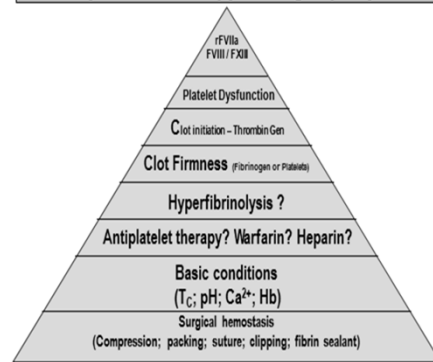 rFVIIa
FVIII / FXIII
Platelet Dysfunction
Clot initiation – Thrombin Gen
Clot Firmness (Fibrinogen or Platelets)
Hyperfibrinolysis ?
Antiplatelet therapy? Warfarin? Heparin?
Basic conditions
(Tc; pH; Ca²⁺; Hb)
Surgical hemostasis
(Compression; packing; suture; clipping; fibrin sealant)